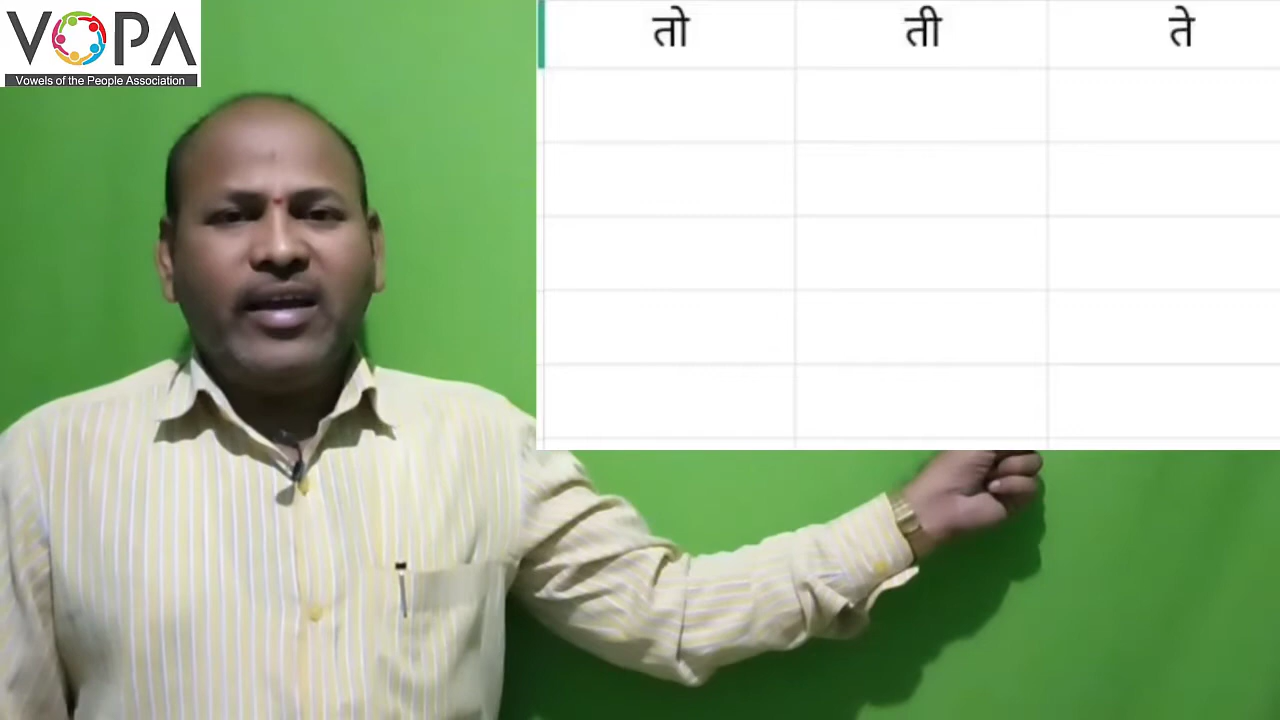 VOPA
Vowels of the People Association
तो ती ते